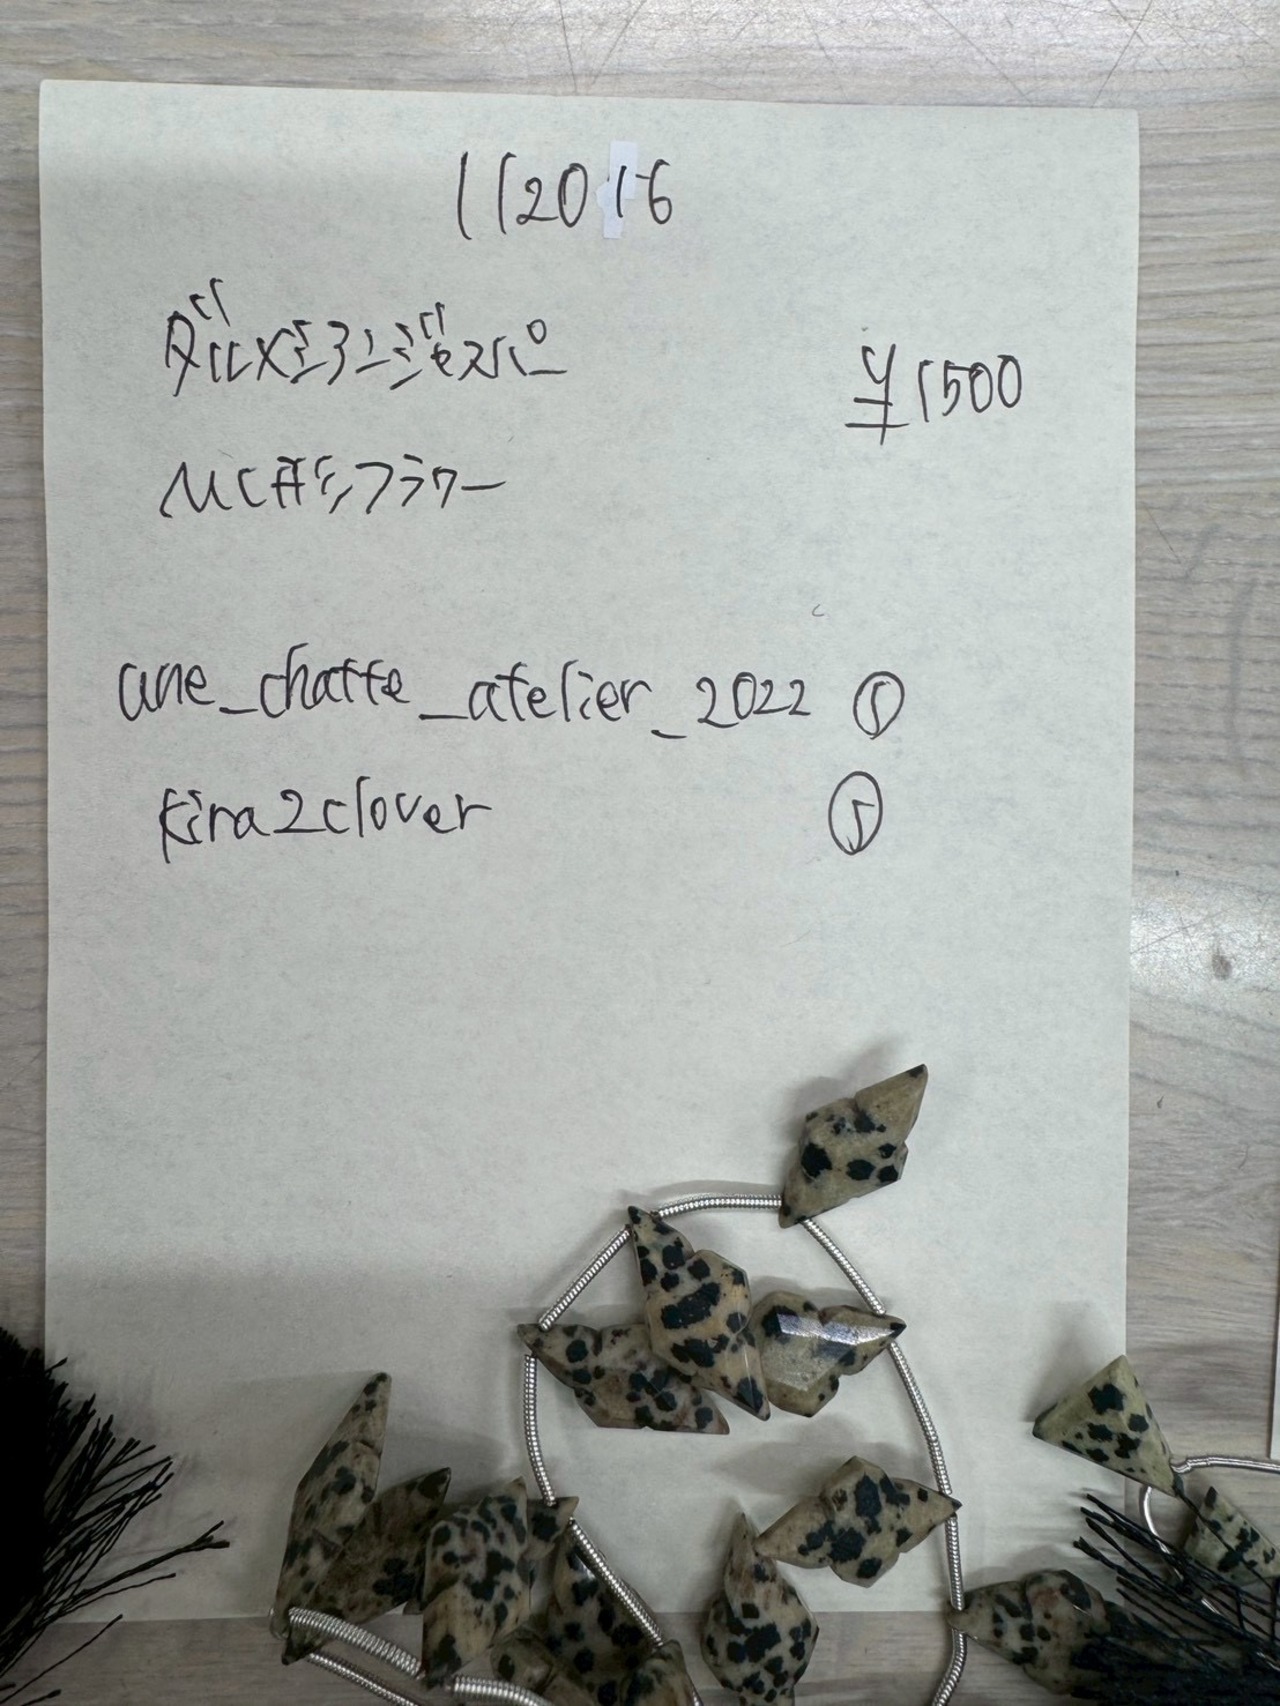 112016
ダルメシアンジャスパー
MC形フラワー
¥1500
une_chatte_atelier_2022 ①
kira2clover ①